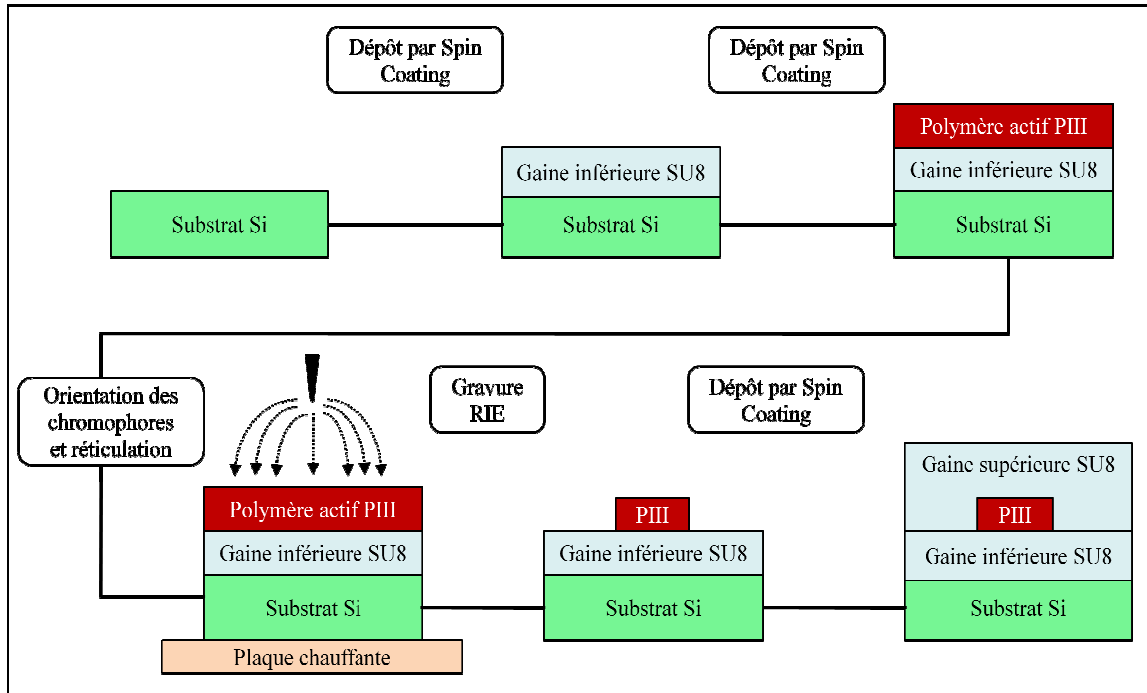 Dépôt par Spin
Coating
Dépôt par Spin
Coating
Substrat Si
Gaine inférieure SU8
Substrat Si
Polymère actif PIII
Gaine inférieure SU8
Substrat Si
Orientation des
chromophores
et réticulation
Gravure
RIE
Dépôt par Spin
Coating
Polymère actif PIII
Gaine inférieure SU8
Substrat Si
Plaque chauffante
PIII
Gaine inférieure SU8
Substrat Si
Gaine supérieure SU8
PIII
Gaine inférieure SU8
Substrat Si